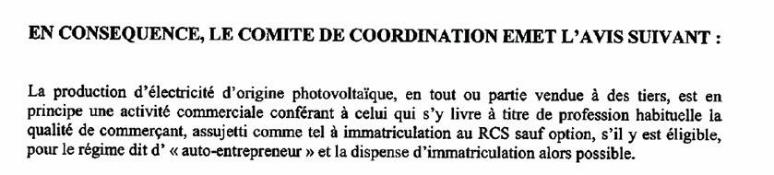 EN CONSEQUENCE, LE COMITE DE COORDINATION EMET L'AVIS SUIVANT :
La production d'électricité d'origine photovoltaïque, en tout ou partie vendue à des tiers, est en
principe une activité commerciale conférant à celui qui s'y livre à titre de profession habituelle la
qualité de commerçant, assujetti comme tel à immatriculation au RCS sauf option, s'il y est éligible,
pour le régime dit d' « auto-entrepreneur » et la dispense d'immatriculation alors possible.